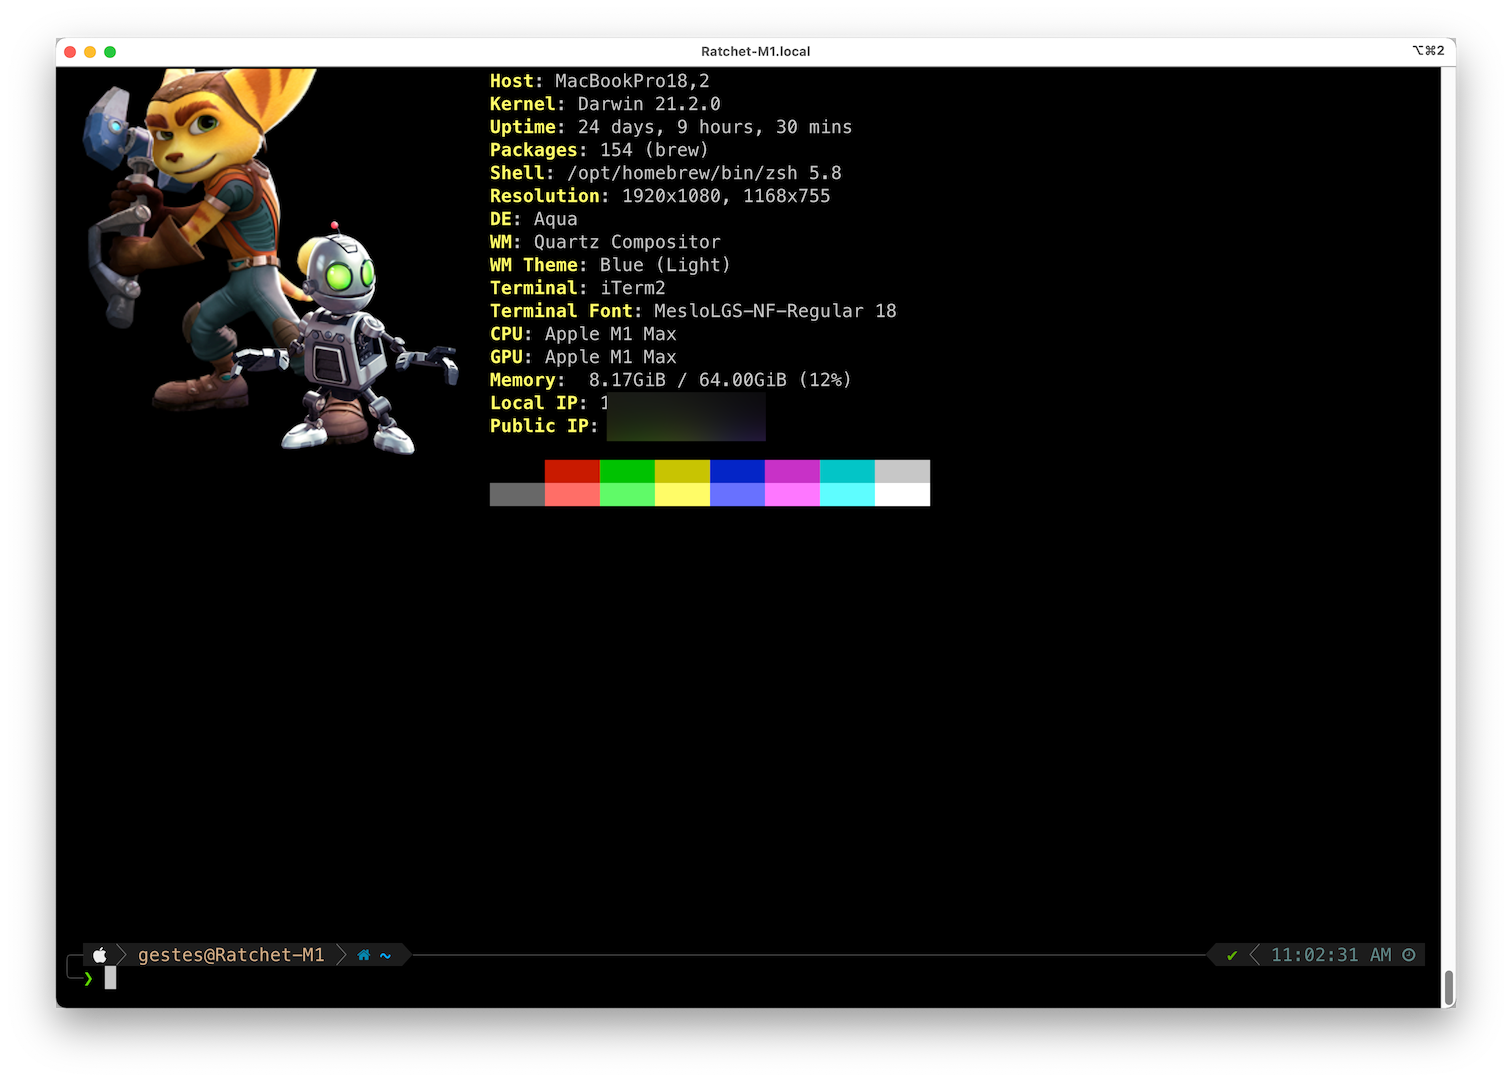 Ratchet-M1.local
⌥⌘2
Host: MacBookPro18,2
Kernel: Darwin 21.2.0
Uptime: 24 days, 9 hours, 30 mins
Packages: 154 (brew)
Shell: /opt/homebrew/bin/zsh 5.8
Resolution: 1920x1080, 1168x755
DE: Aqua
WM: Quartz Compositor
WM Theme: Blue (Light)
Terminal: iTerm2
Terminal Font: MesloLGS-NF-Regular 18
CPU: Apple M1 Max
GPU: Apple M1 Max
Memory:  8.17GiB / 64.00GiB (12%)
Local IP: 1
Public IP:
gestes@Ratchet-M1 ~ ✔ 11:02:31 AM
❯